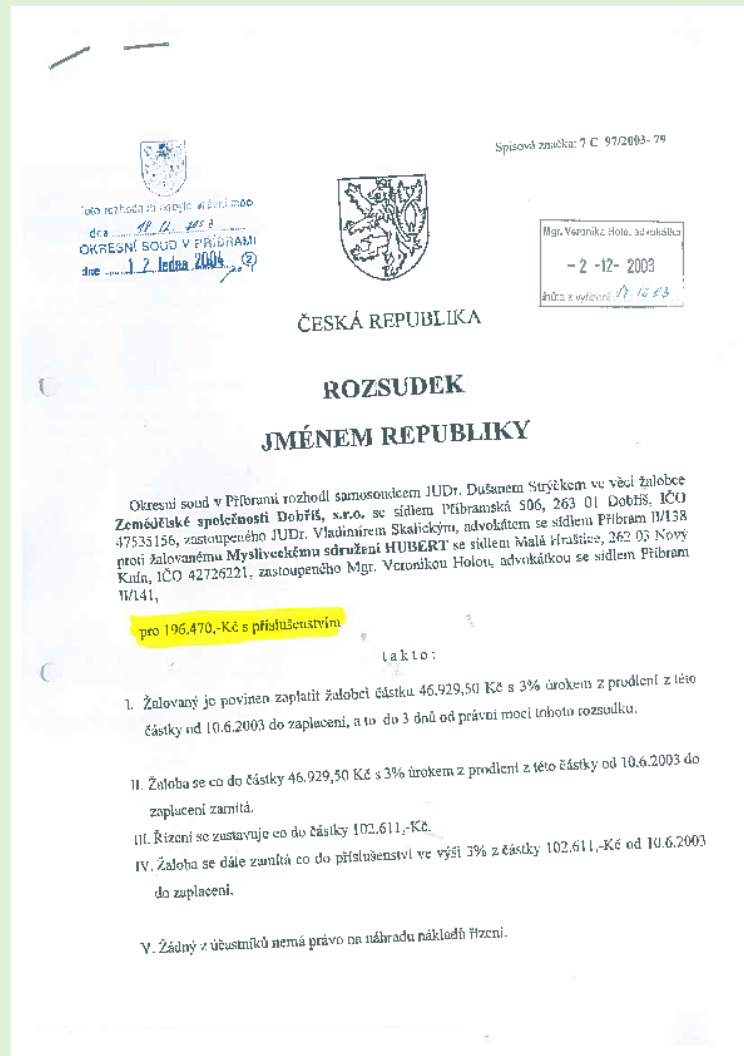 Spisová značka: 7 C 97/2003- 79
dne
OKRESNÍ SOUD V PŘÍBRAMI
dne 12 ledna 2004
Mgr. Veronika Holo, advokátka
- 2 -12- 2003
ČESKÁ REPUBLIKA
ROZSUDEK
JMÉNEM REPUBLIKY
Okresní soud v Příbrami rozhodl samosoudcem JUDr. Dušanem Strýčkem ve věci žalobce
Zemědělské společnosti Dobříš, s.r.o. se sídlem Příbramská 506, 263 01 Dobříš, IČO
47535156, zastoupeného JUDr. Vladimírem Skalickým, advokátem se sídlem Příbram II/138
proti žalovanému Mysliveckému sdružení HUBERT se sídlem Malá Hraštice, 262 03 Nový
Knín, IČO 42726221, zastoupeného Mgr. Veronikou Holou, advokátkou se sídlem Příbram
II/141,
pro 196.470,-Kč s příslušenstvím
takto:
I. Žalovaný je povinen zaplatit žalobci částku 46.929,50 Kč s 3% úrokem z prodlení z této
částky od 10.6.2003 do zaplacení, a to do 3 dnů od právní moci tohoto rozsudku.
II. Žaloba se co do částky 46.929,50 Kč s 3% úrokem z prodlení z této částky od 10.6.2003 do
zaplacení zamítá.
III. Řízení se zastavuje co do částky 102.611,-Kč.
IV. Žaloba se dále zamítá co do příslušenství ve výši 3% z částky 102.611,-Kč od 10.6.2003
do zaplacení.
V. Žádný z účastníků nemá právo na náhradu nákladů řízení.